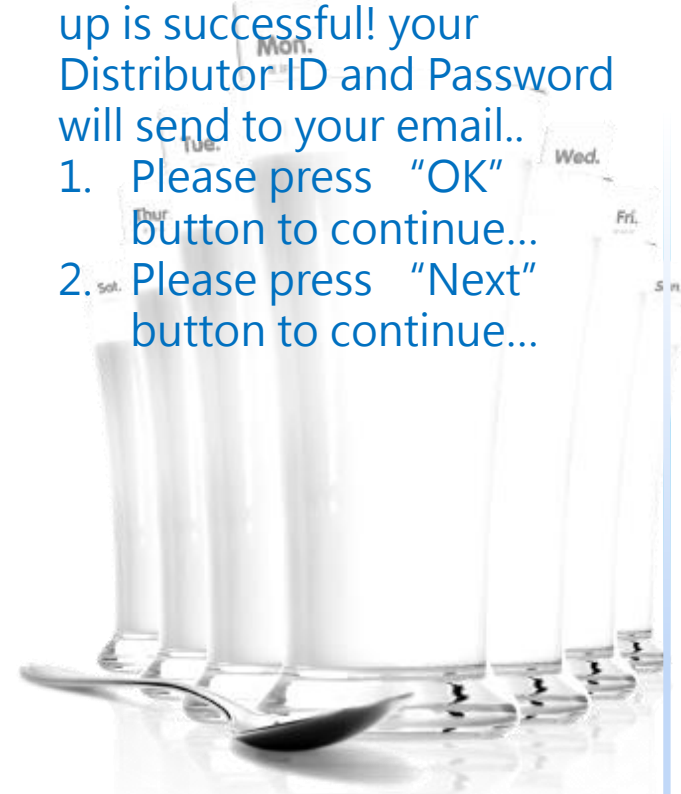 up is successful! your
Mon.
Distributor ID and Password
will send to your email..
Tue.
Wed.
1. Please press “OK”
Thur.
Fri.
button to continue...
2. Please press “Next”
Sat.
button to continue...